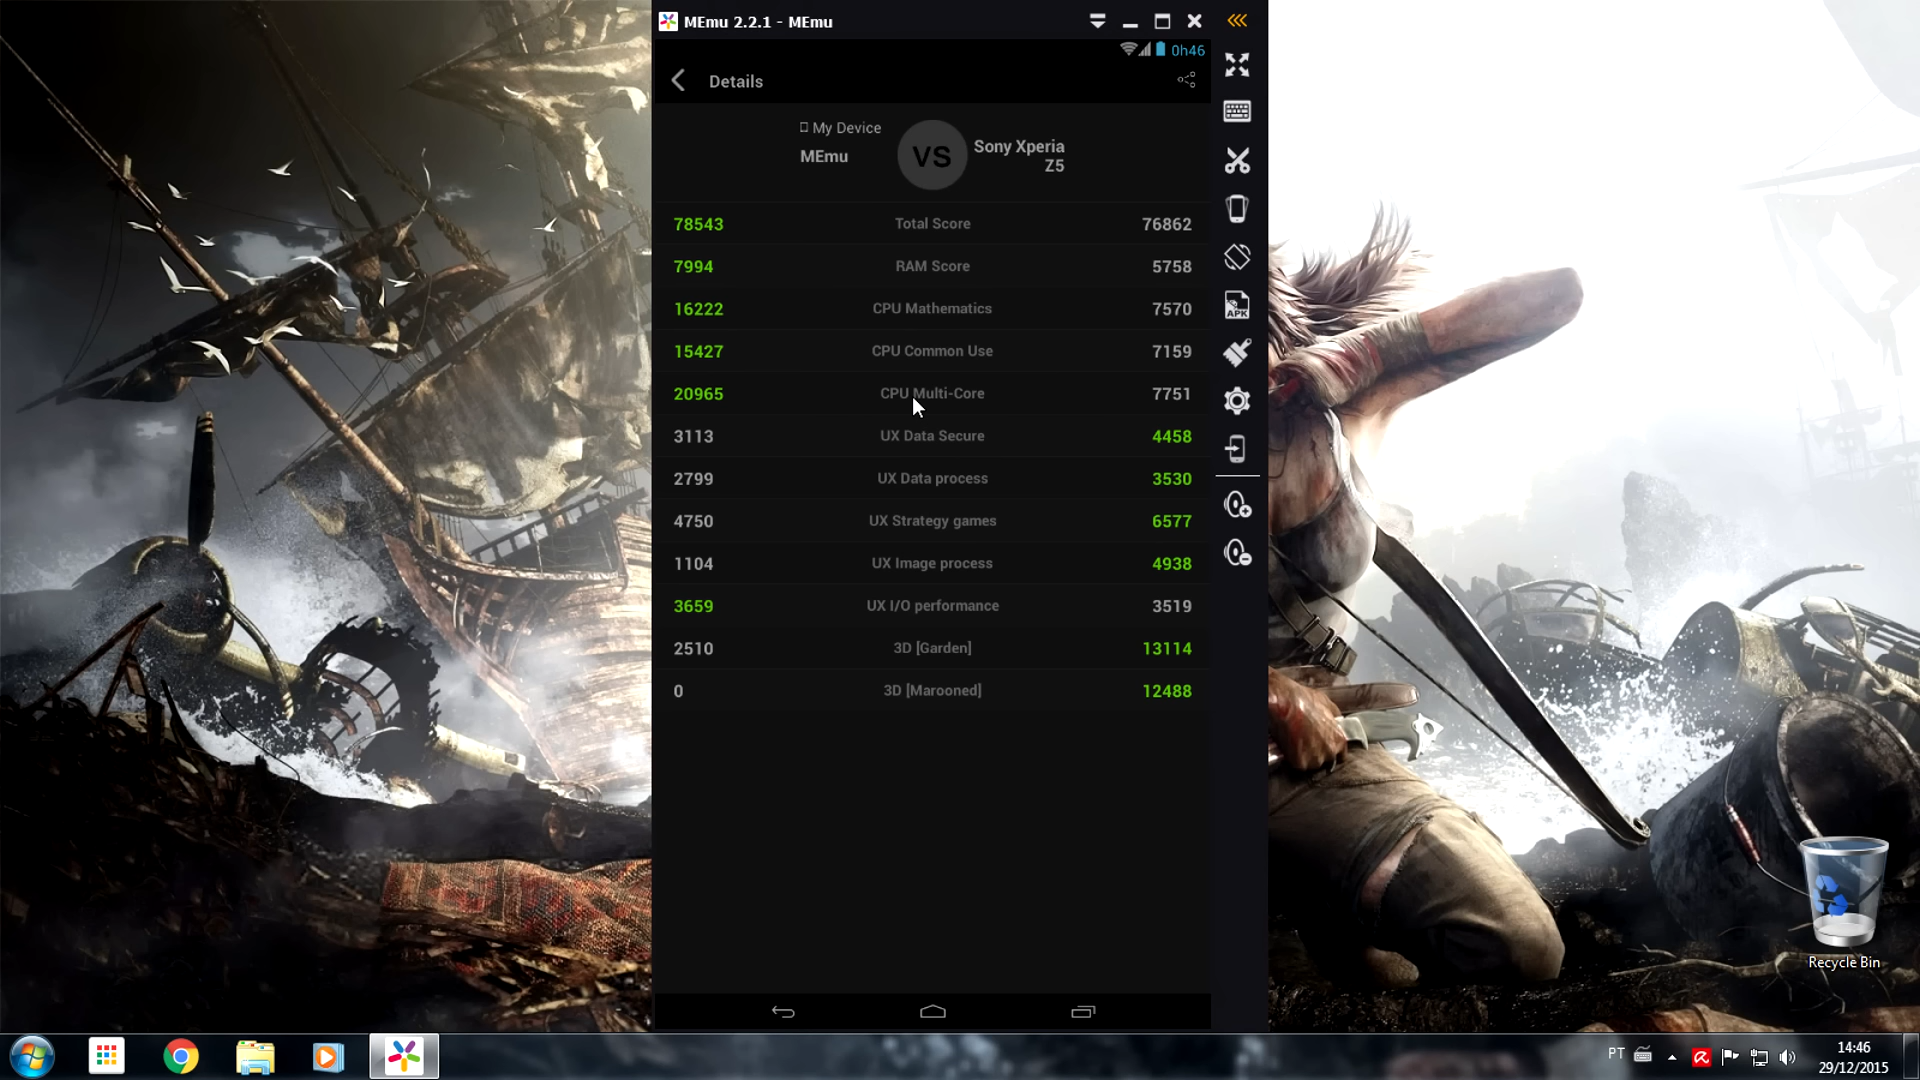 MEmu 2.2.1 - MEmu
0h46
Details
My Device
MEmu
VS
Sony Xperia
Z5
78543 Total Score 76862
7994 RAM Score 5758
16222 CPU Mathematics 7570
15427 CPU Common Use 7159
20965 CPU Multi-Core 7751
3113 UX Data Secure 4458
2799 UX Data process 3530
4750 UX Strategy games 6577
1104 UX Image process 4938
3659 UX I/O performance 3519
2510 3D [Garden] 13114
0 3D [Marooned] 12488
APK
Recycle Bin
PT
14:46
29/12/2015